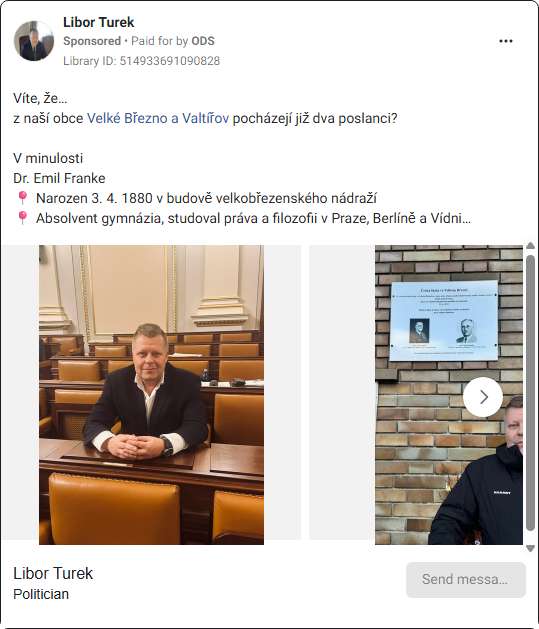 Libor Turek
Sponsored • Paid for by ODS
Library ID: 514933691090828
Víte, že…
z naší obce Velké Březno a Valtířov pocházejí již dva poslanci?
V minulosti
Dr. Emil Franke
📍 Narozen 3. 4. 1880 v budově velkobřezenského nádraží
📍 Absolvent gymnázia, studoval práva a filozofii v Praze, Berlíně a Vídni…
MAMMUT
Libor Turek
Politician
Send messa…